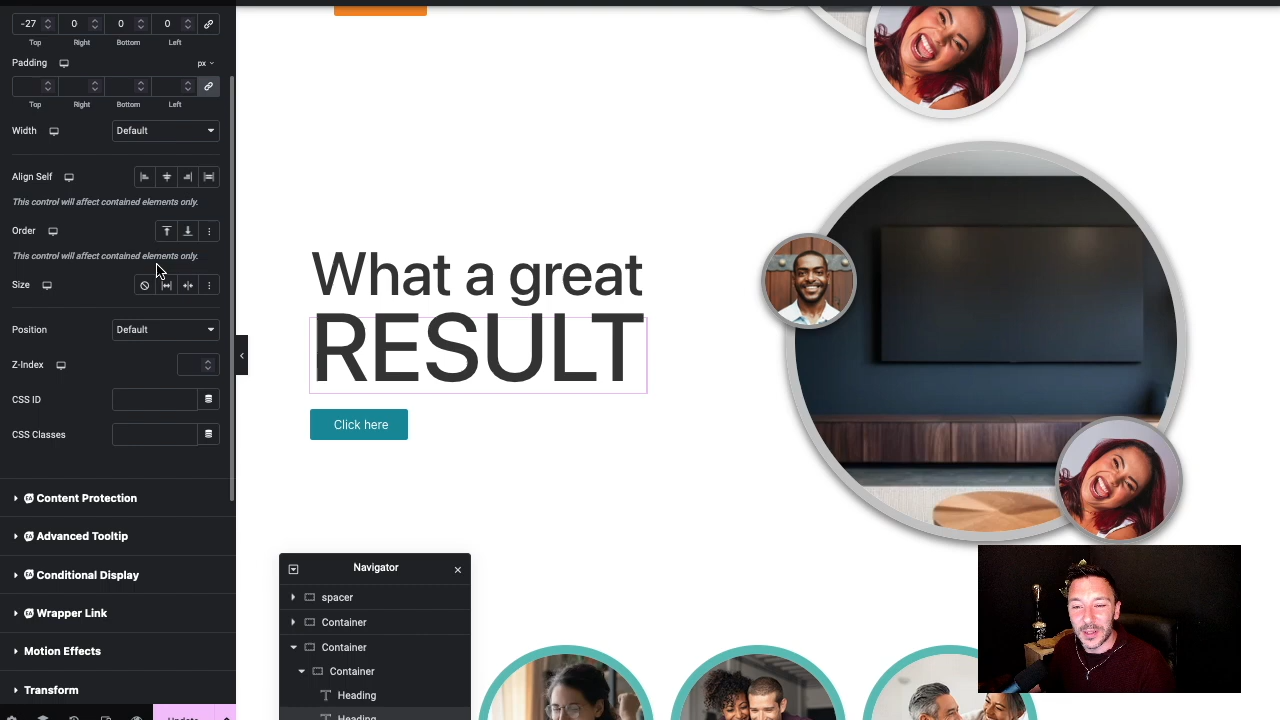 -27 0 0 0
Top Right Bottom Left
Padding px
Top Right Bottom Left
Width Default
Align Self
This control will affect contained elements only.
Order
This control will affect contained elements only.
Size
Position Default
Z-Index
CSS ID
CSS Classes
Content Protection
Advanced Tooltip
Conditional Display
Wrapper Link
Motion Effects
Transform
Update
What a great
RESULT
Click here
Navigator
spacer
Container
Container
Container
Heading
Heading